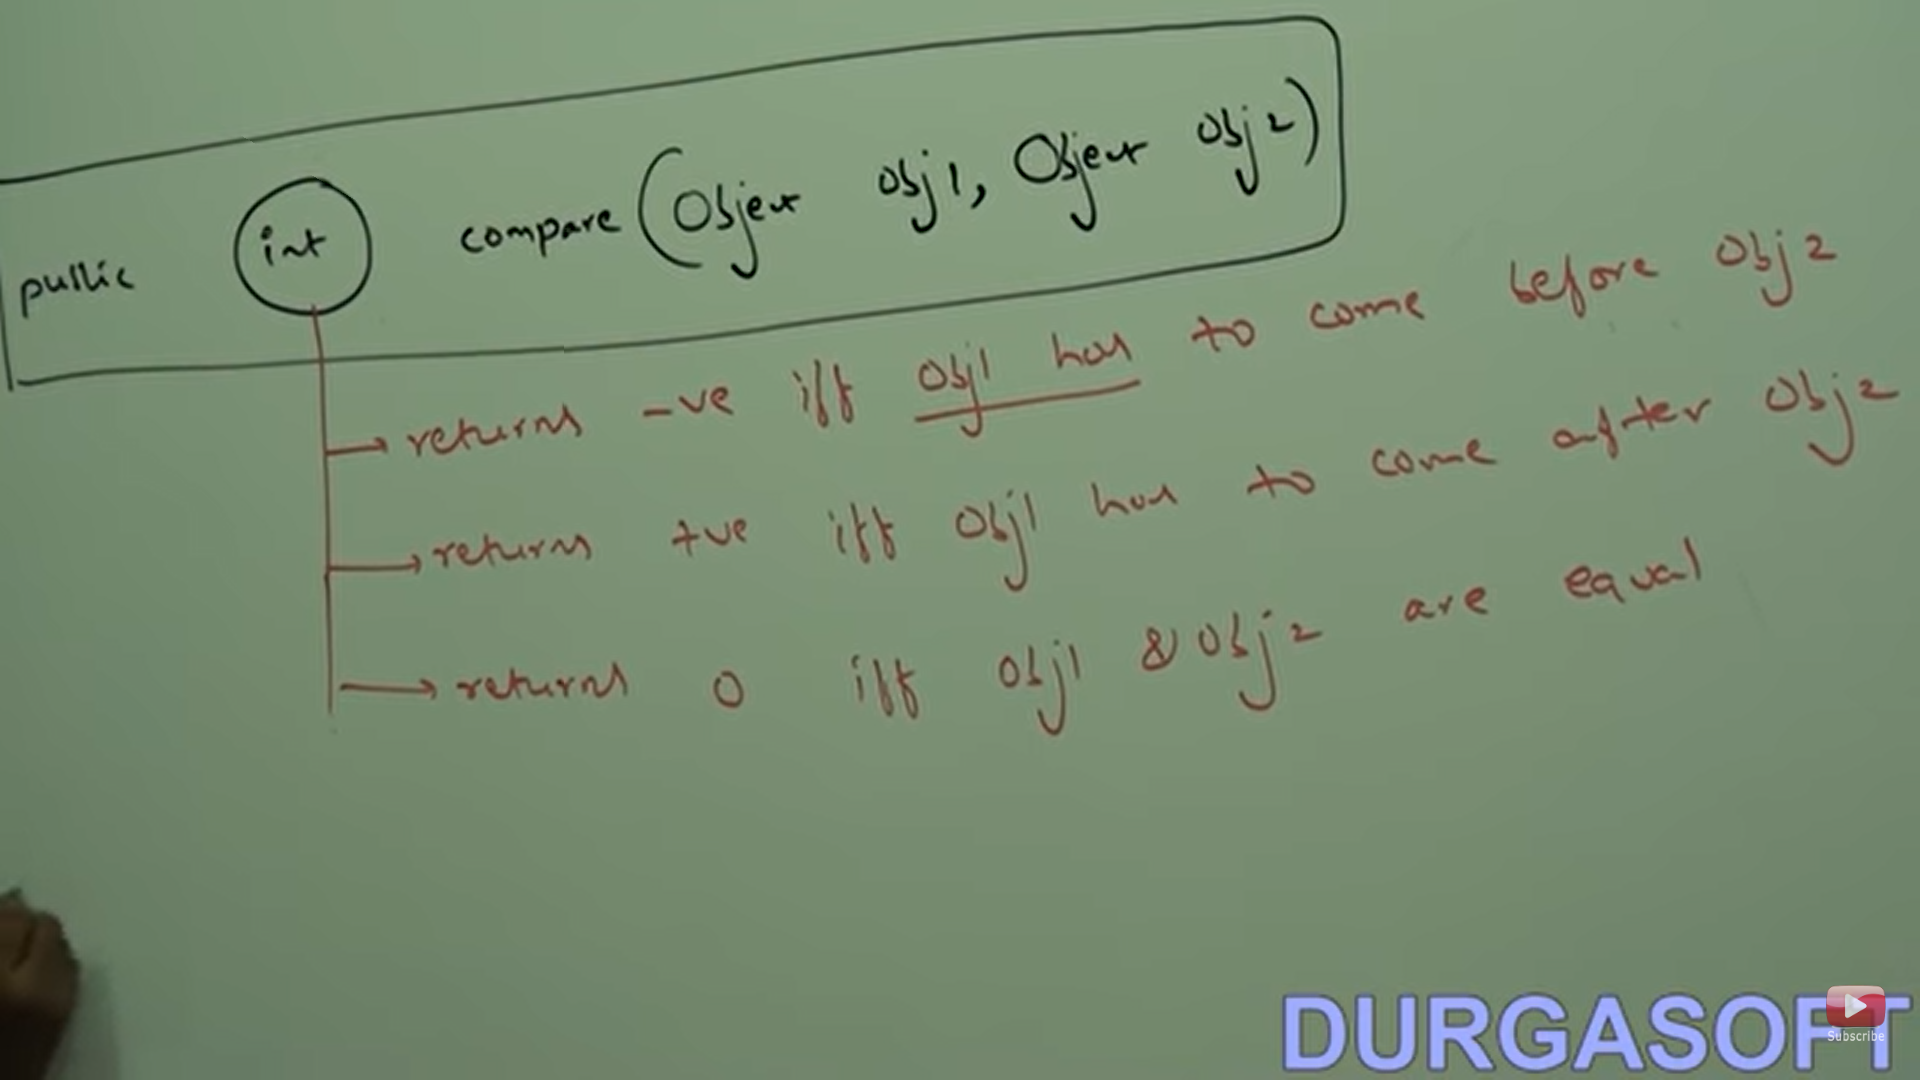 public int compare(Object obj1, Object obj2)
returns -ve iff obj1 has to come before obj2
returns +ve iff obj1 has to come after obj2
returns 0 iff obj1 & obj2 are equal
DURGASOFT
Subscribe